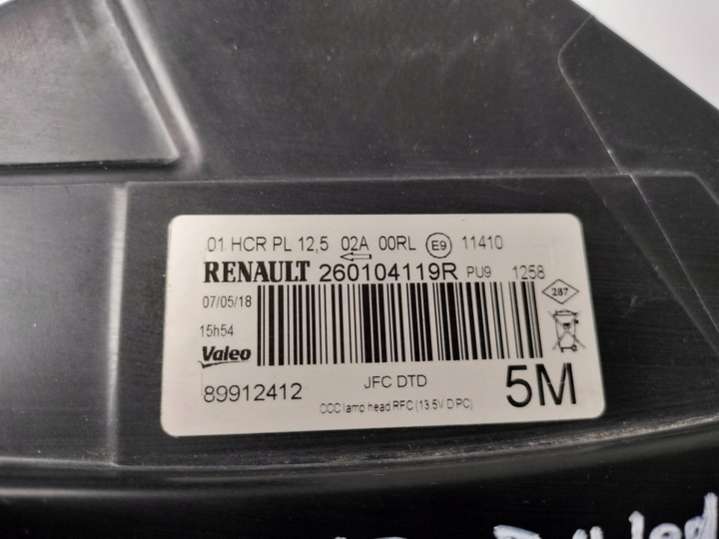 01 HCR PL 12,5 02A 00RL E9 11410
RENAULT 260104119R PU9 1258
07/05/18
287
15h54
Valeo
JFC DTD
89912412
5M
CCC lamp head RFC (13.5V DPC)
led